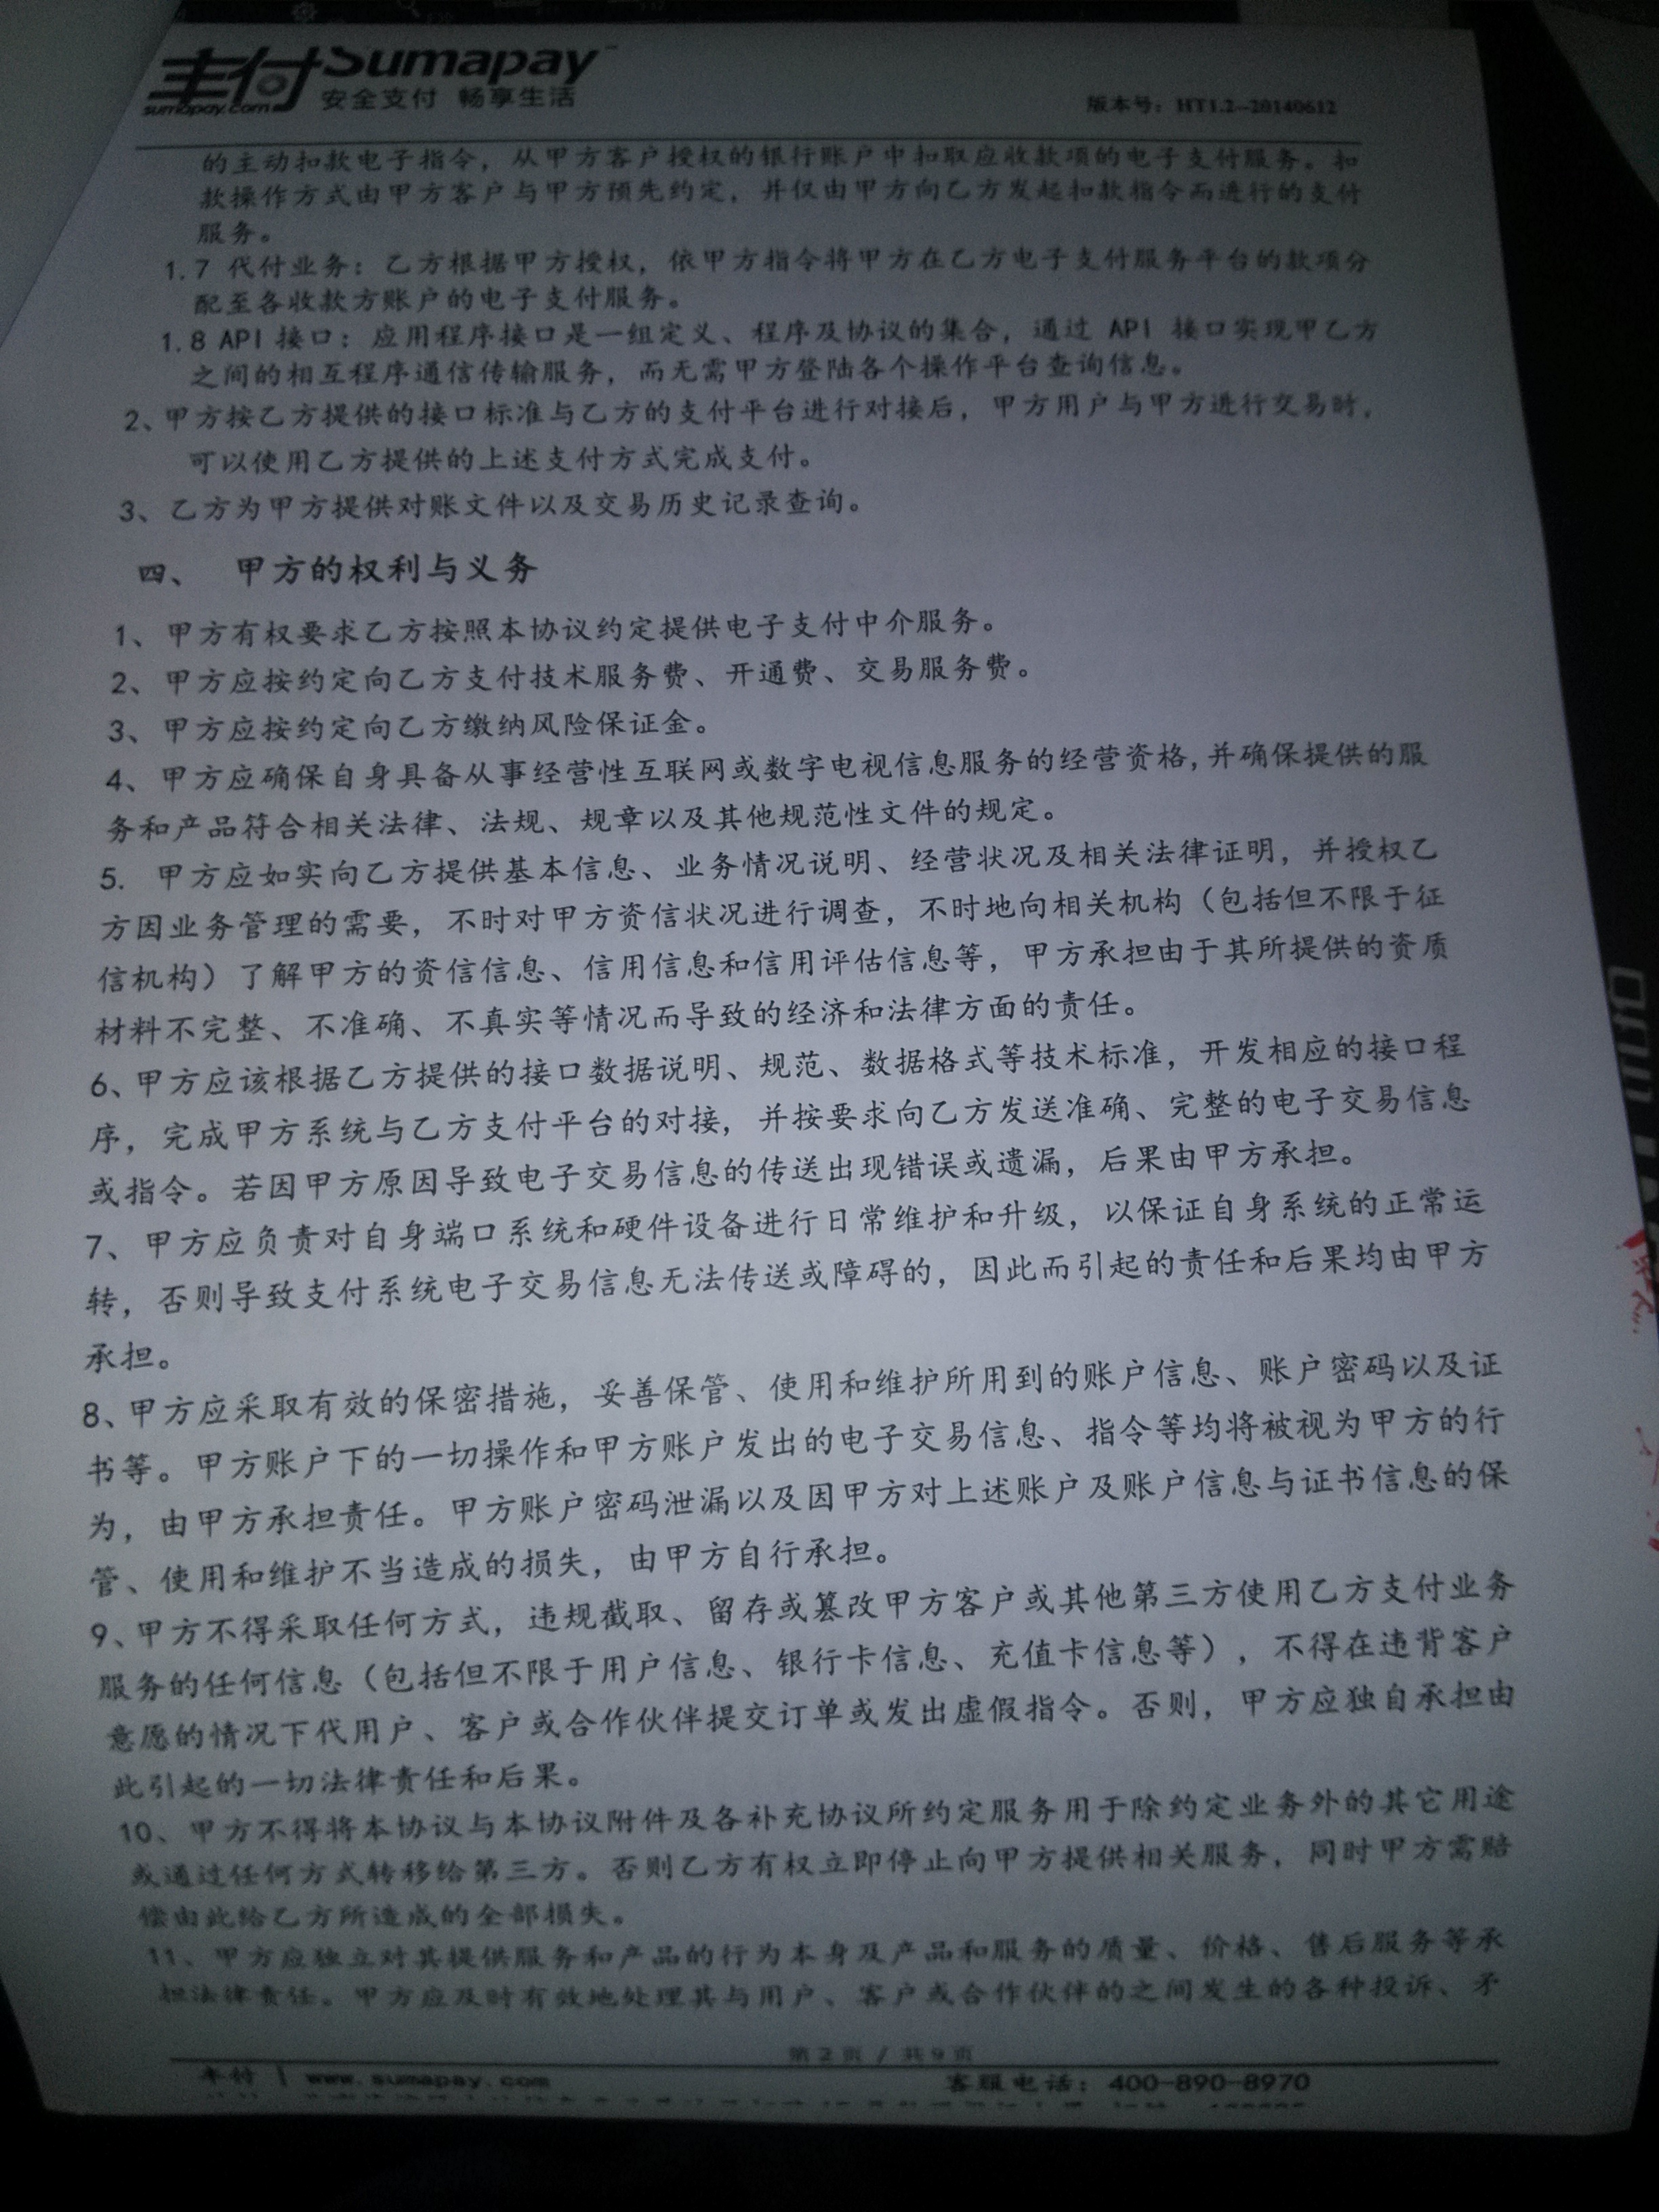 丰付 Sumapay
sumapay.com 安全支付 畅享生活
版本号：HT1.2--20140612
的主动扣款电子指令，从甲方客户授权的银行账户中扣取应收款项的电子支付服务。扣
款操作方式由甲方客户与甲方预先约定，并仅由甲方向乙方发起扣款指令而进行的支付
服务。
1.7 代付业务：乙方根据甲方授权，依甲方指令将甲方在乙方电子支付服务平台的款项分
配至各收款方账户的电子支付服务。
1.8 API 接口：应用程序接口是一组定义、程序及协议的集合，通过 API 接口实现甲乙方
之间的相互程序通信传输服务，而无需甲方登陆各个操作平台查询信息。
2、甲方按乙方提供的接口标准与乙方的支付平台进行对接后，甲方用户与甲方进行交易时，
可以使用乙方提供的上述支付方式完成支付。
3、乙方为甲方提供对账文件以及交易历史记录查询。
四、 甲方的权利与义务
1、甲方有权要求乙方按照本协议约定提供电子支付中介服务。
2、甲方应按约定向乙方支付技术服务费、开通费、交易服务费。
3、甲方应按约定向乙方缴纳风险保证金。
4、甲方应确保自身具备从事经营性互联网或数字电视信息服务的经营资格,并确保提供的服
务和产品符合相关法律、法规、规章以及其他规范性文件的规定。
5. 甲方应如实向乙方提供基本信息、业务情况说明、经营状况及相关法律证明，并授权乙
方因业务管理的需要，不时对甲方资信状况进行调查，不时地向相关机构（包括但不限于征
信机构）了解甲方的资信信息、信用信息和信用评估信息等，甲方承担由于其所提供的资质
材料不完整、不准确、不真实等情况而导致的经济和法律方面的责任。
6、甲方应该根据乙方提供的接口数据说明、规范、数据格式等技术标准，开发相应的接口程
序，完成甲方系统与乙方支付平台的对接，并按要求向乙方发送准确、完整的电子交易信息
或指令。若因甲方原因导致电子交易信息的传送出现错误或遗漏，后果由甲方承担。
7、甲方应负责对自身端口系统和硬件设备进行日常维护和升级，以保证自身系统的正常运
转，否则导致支付系统电子交易信息无法传送或障碍的，因此而引起的责任和后果均由甲方
承担。
8、甲方应采取有效的保密措施，妥善保管、使用和维护所用到的账户信息、账户密码以及证
书等。甲方账户下的一切操作和甲方账户发出的电子交易信息、指令等均将被视为甲方的行
为，由甲方承担责任。甲方账户密码泄漏以及因甲方对上述账户及账户信息与证书信息的保
管、使用和维护不当造成的损失，由甲方自行承担。
9、甲方不得采取任何方式，违规截取、留存或篡改甲方客户或其他第三方使用乙方支付业务
服务的任何信息（包括但不限于用户信息、银行卡信息、充值卡信息等），不得在违背客户
意愿的情况下代用户、客户或合作伙伴提交订单或发出虚假指令。否则，甲方应独自承担由
此引起的一切法律责任和后果。
10、甲方不得将本协议与本协议附件及各补充协议所约定服务用于除约定业务外的其它用途
或通过任何方式转移给第三方。否则乙方有权立即停止向甲方提供相关服务，同时甲方需赔
偿由此给乙方所造成的全部损失。
11、甲方应独立对其提供服务和产品的行为本身及产品和服务的质量、价格、售后服务等承
担法律责任。甲方应及时有效地处理其与用户、客户或合作伙伴的之间发生的各种投诉、矛
第 2 页 / 共 9 页
丰付 | www.sumapay.com 客服电话：400-890-8970